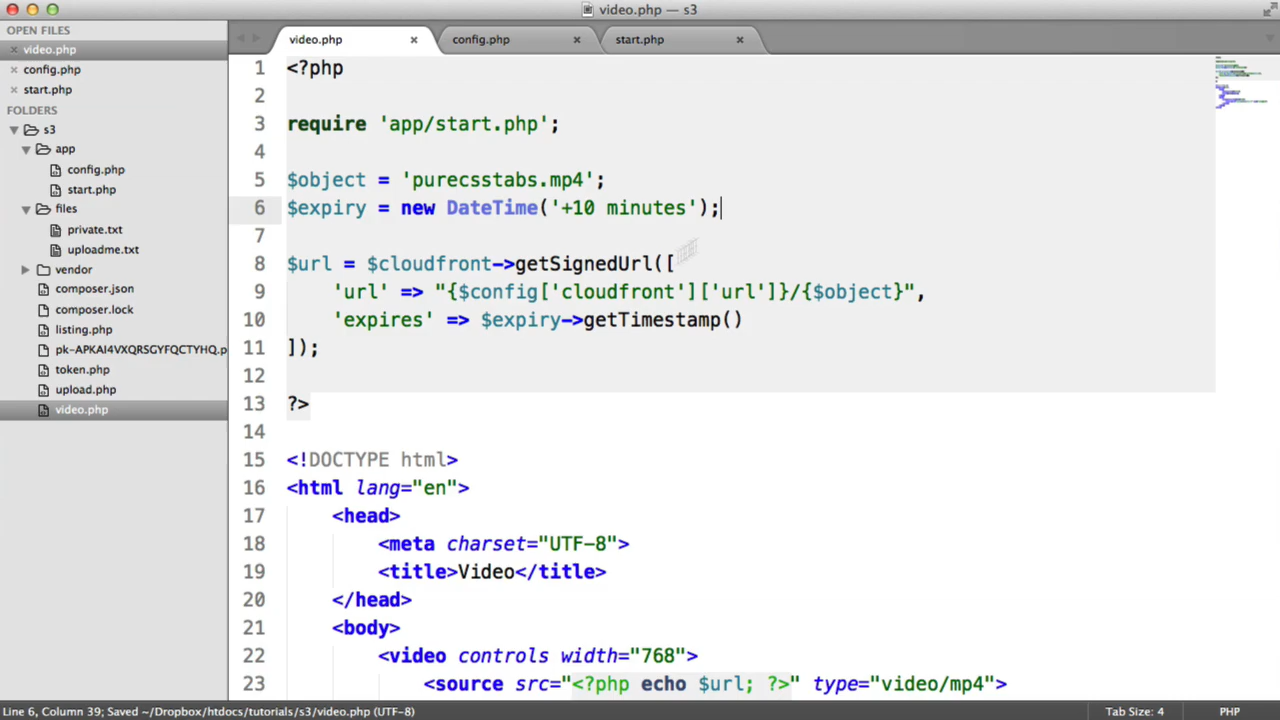 video.php — s3
OPEN FILES
video.php
config.php
start.php
FOLDERS
s3
app
config.php
start.php
files
private.txt
uploadme.txt
vendor
composer.json
composer.lock
listing.php
pk-APKAI4VXQRSGYFQCTYHQ.p
token.php
upload.php
video.php
video.php
config.php
start.php
1 <?php
2
3 require 'app/start.php';
4
5 $object = 'purecsstabs.mp4';
6 $expiry = new DateTime('+10 minutes');
7
8 $url = $cloudfront->getSignedUrl([
9 'url' => "{$config['cloudfront']['url']}/{$object}",
10 'expires' => $expiry->getTimestamp()
11 ]);
12
13 ?>
14
15 <!DOCTYPE html>
16 <html lang="en">
17 <head>
18 <meta charset="UTF-8">
19 <title>Video</title>
20 </head>
21 <body>
22 <video controls width="768">
23 <source src="<?php echo $url; ?>" type="video/mp4">
Line 6, Column 39; Saved ~/Dropbox/htdocs/tutorials/s3/video.php (UTF-8)
Tab Size: 4
PHP